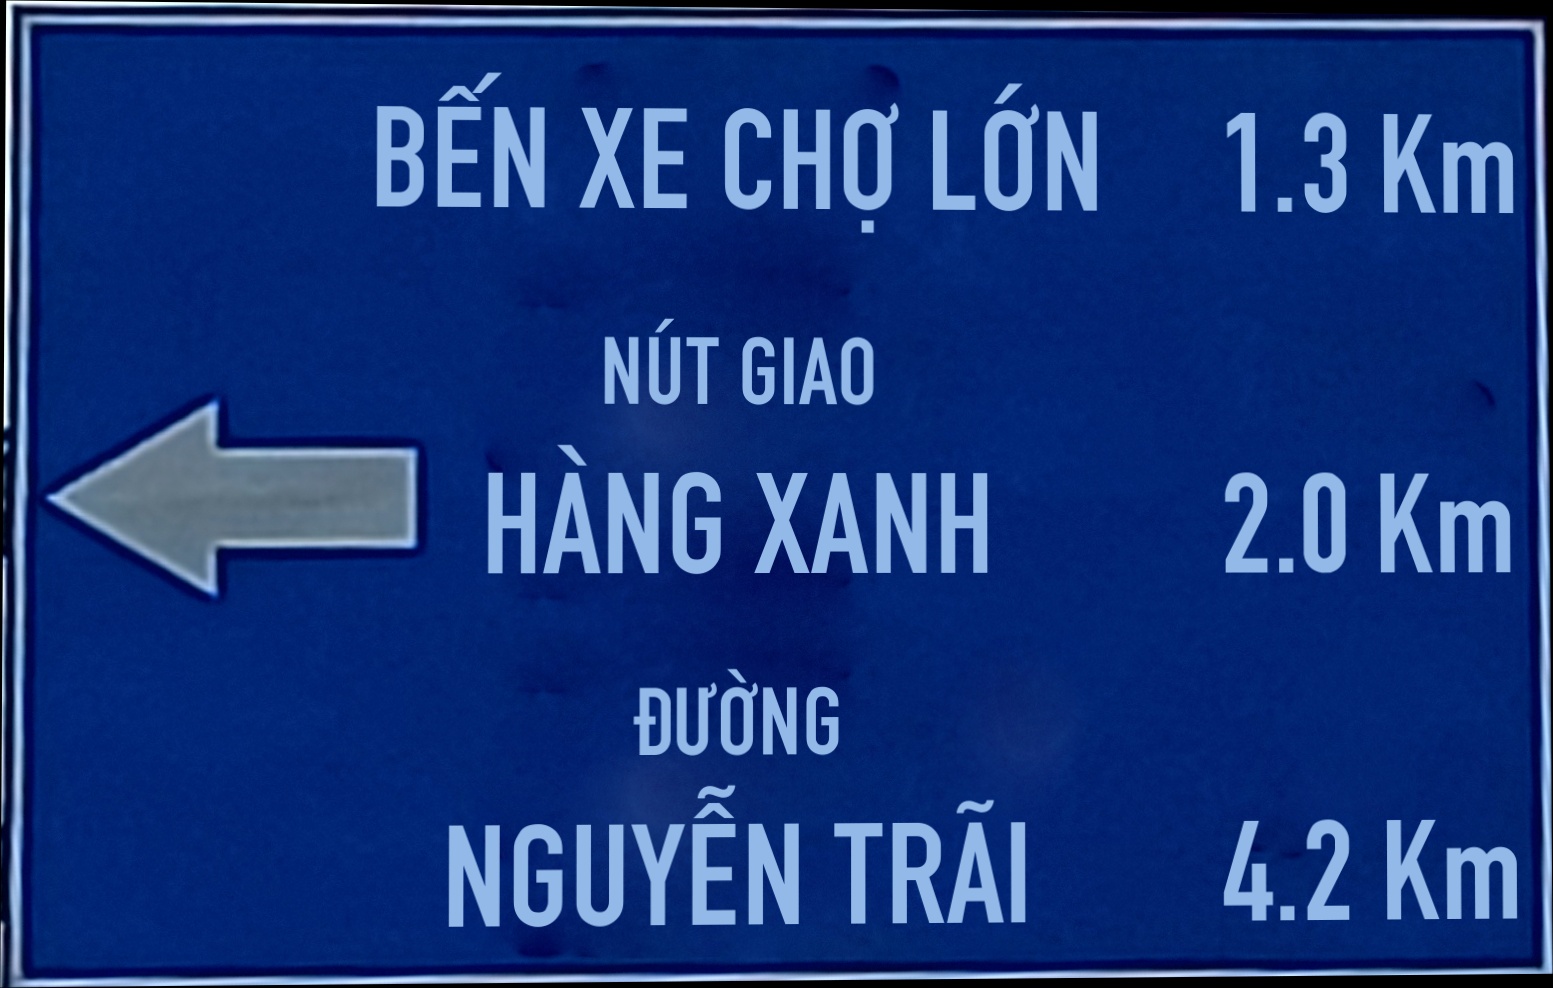 BẾN XE CHỢ LỚN 1.3 Km
NÚT GIAO
HÀNG XANH 2.0 Km
ĐƯỜNG
NGUYỄN TRÃI 4.2 Km